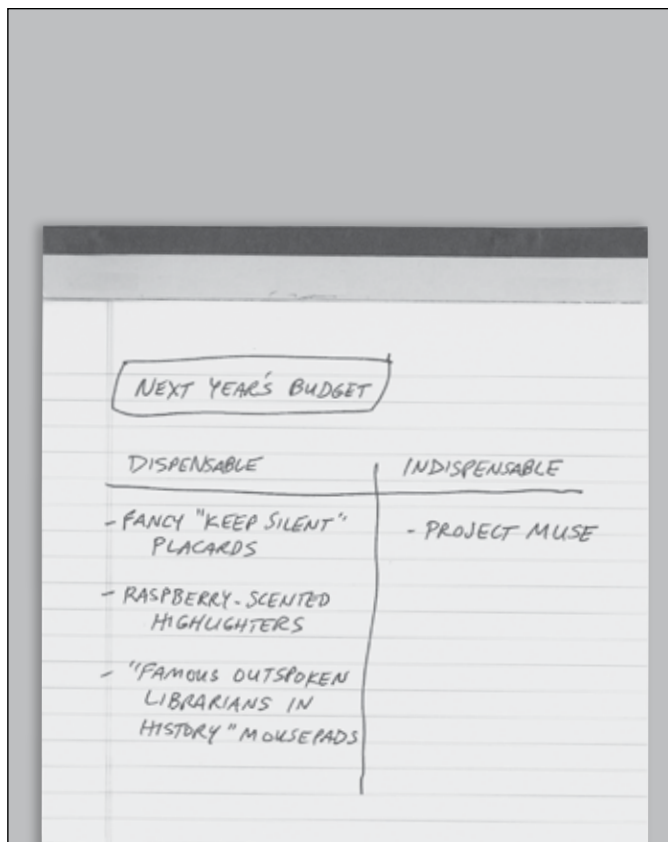 NEXT YEAR'S BUDGET
DISPENSABLE
- FANCY "KEEP SILENT"
PLACARDS
- RASPBERRY-SCENTED
HIGHLIGHTERS
- "FAMOUS OUTSPOKEN
LIBRARIANS IN
HISTORY" MOUSEPADS
INDISPENSABLE
- PROJECT MUSE